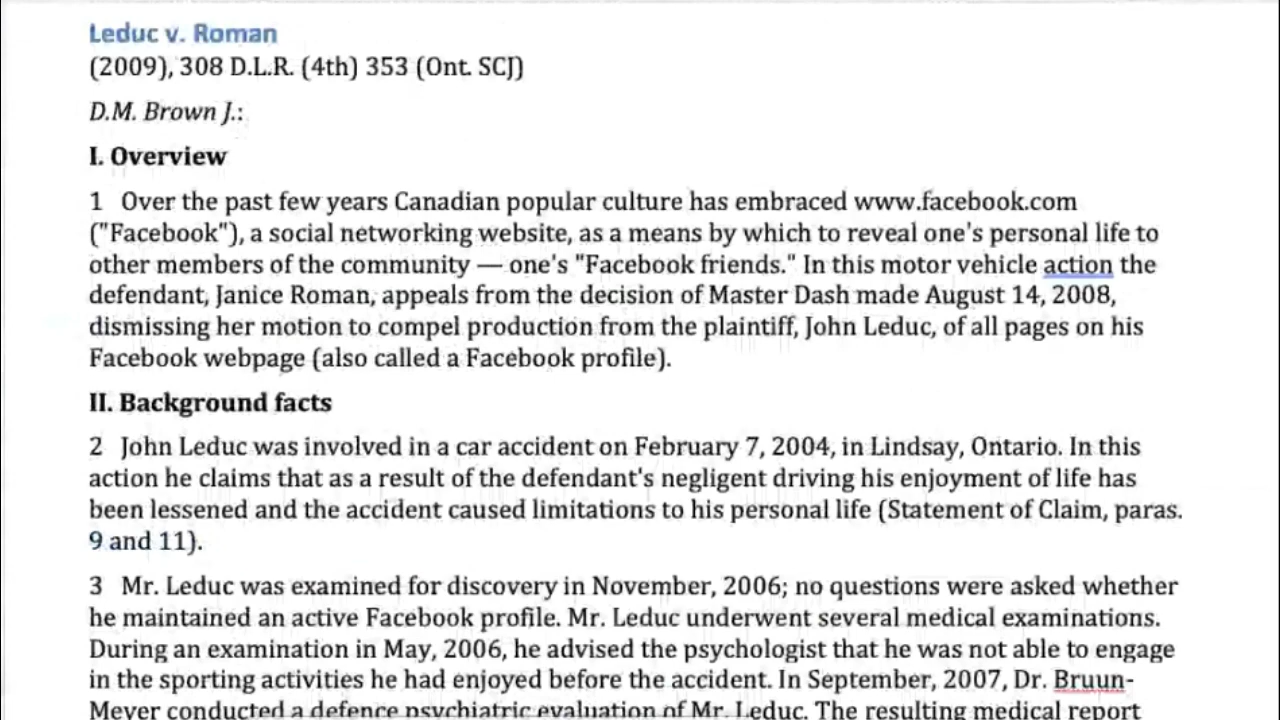 Leduc v. Roman
(2009), 308 D.L.R. (4th) 353 (Ont. SCJ)
D.M. Brown J.:
I. Overview
1 Over the past few years Canadian popular culture has embraced www.facebook.com
("Facebook"), a social networking website, as a means by which to reveal one's personal life to
other members of the community — one's "Facebook friends." In this motor vehicle action the
defendant, Janice Roman, appeals from the decision of Master Dash made August 14, 2008,
dismissing her motion to compel production from the plaintiff, John Leduc, of all pages on his
Facebook webpage (also called a Facebook profile).
II. Background facts
2 John Leduc was involved in a car accident on February 7, 2004, in Lindsay, Ontario. In this
action he claims that as a result of the defendant's negligent driving his enjoyment of life has
been lessened and the accident caused limitations to his personal life (Statement of Claim, paras.
9 and 11).
3 Mr. Leduc was examined for discovery in November, 2006; no questions were asked whether
he maintained an active Facebook profile. Mr. Leduc underwent several medical examinations.
During an examination in May, 2006, he advised the psychologist that he was not able to engage
in the sporting activities he had enjoyed before the accident. In September, 2007, Dr. Bruun-
Meyer conducted a defence psychiatric evaluation of Mr. Leduc. The resulting medical report